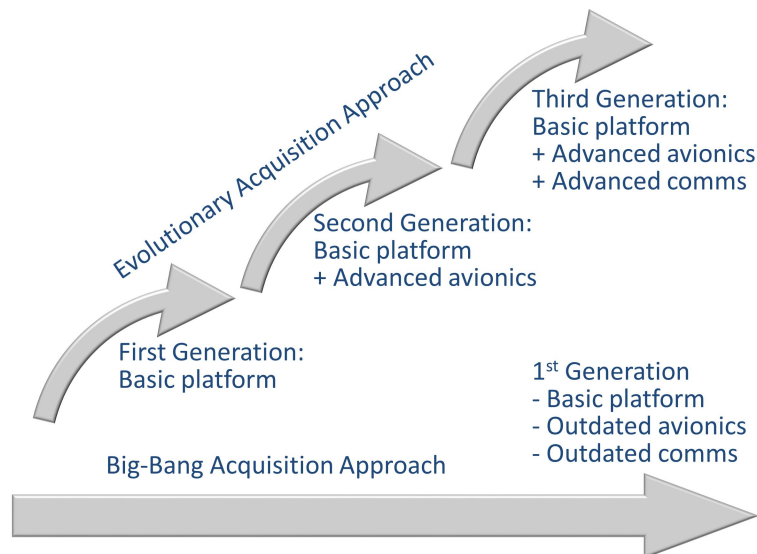 Evolutionary Acquisition Approach
Third Generation:
Basic platform
+ Advanced avionics
+ Advanced comms
Second Generation:
Basic platform
+ Advanced avionics
First Generation:
Basic platform
1st Generation
- Basic platform
- Outdated avionics
- Outdated comms
Big-Bang Acquisition Approach